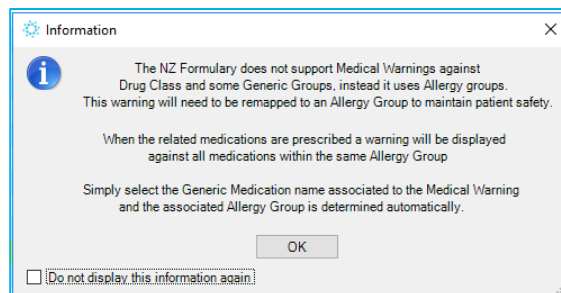 Information
The NZ Formulary does not support Medical Warnings against
Drug Class and some Generic Groups, instead it uses Allergy groups.
This warning will need to be remapped to an Allergy Group to maintain patient safety.
When the related medications are prescribed a warning will be displayed
against all medications within the same Allergy Group
Simply select the Generic Medication name associated to the Medical Warning
and the associated Allergy Group is determined automatically.
OK
Do not display this information again